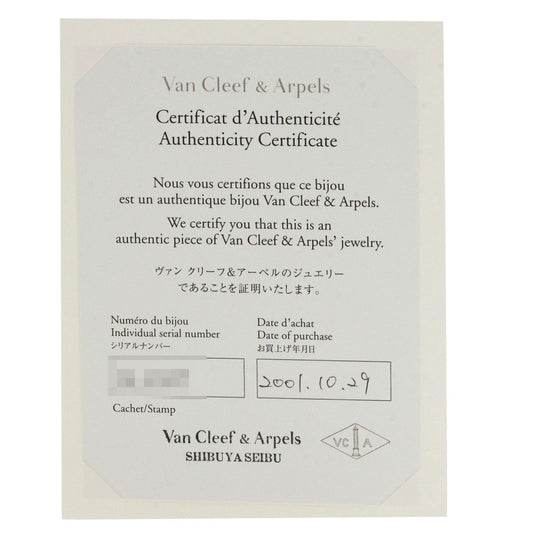 Van Cleef & Arpels
Certificat d'Authenticité
Authenticity Certificate
Nous vous certifions que ce bijou
est un authentique bijou Van Cleef & Arpels.
We certify you that this is an
authentic piece of Van Cleef & Arpels' jewelry.
ヴァン クリーフ&アーペルのジュエリー
であることを証明いたします。
Numéro du bijou
Individual serial number
シリアルナンバー
Date d'achat
Date of purchase
お買上げ年月日
2001.10.29
Cachet/Stamp
Van Cleef & Arpels
SHIBUYA SEIBU
VC A